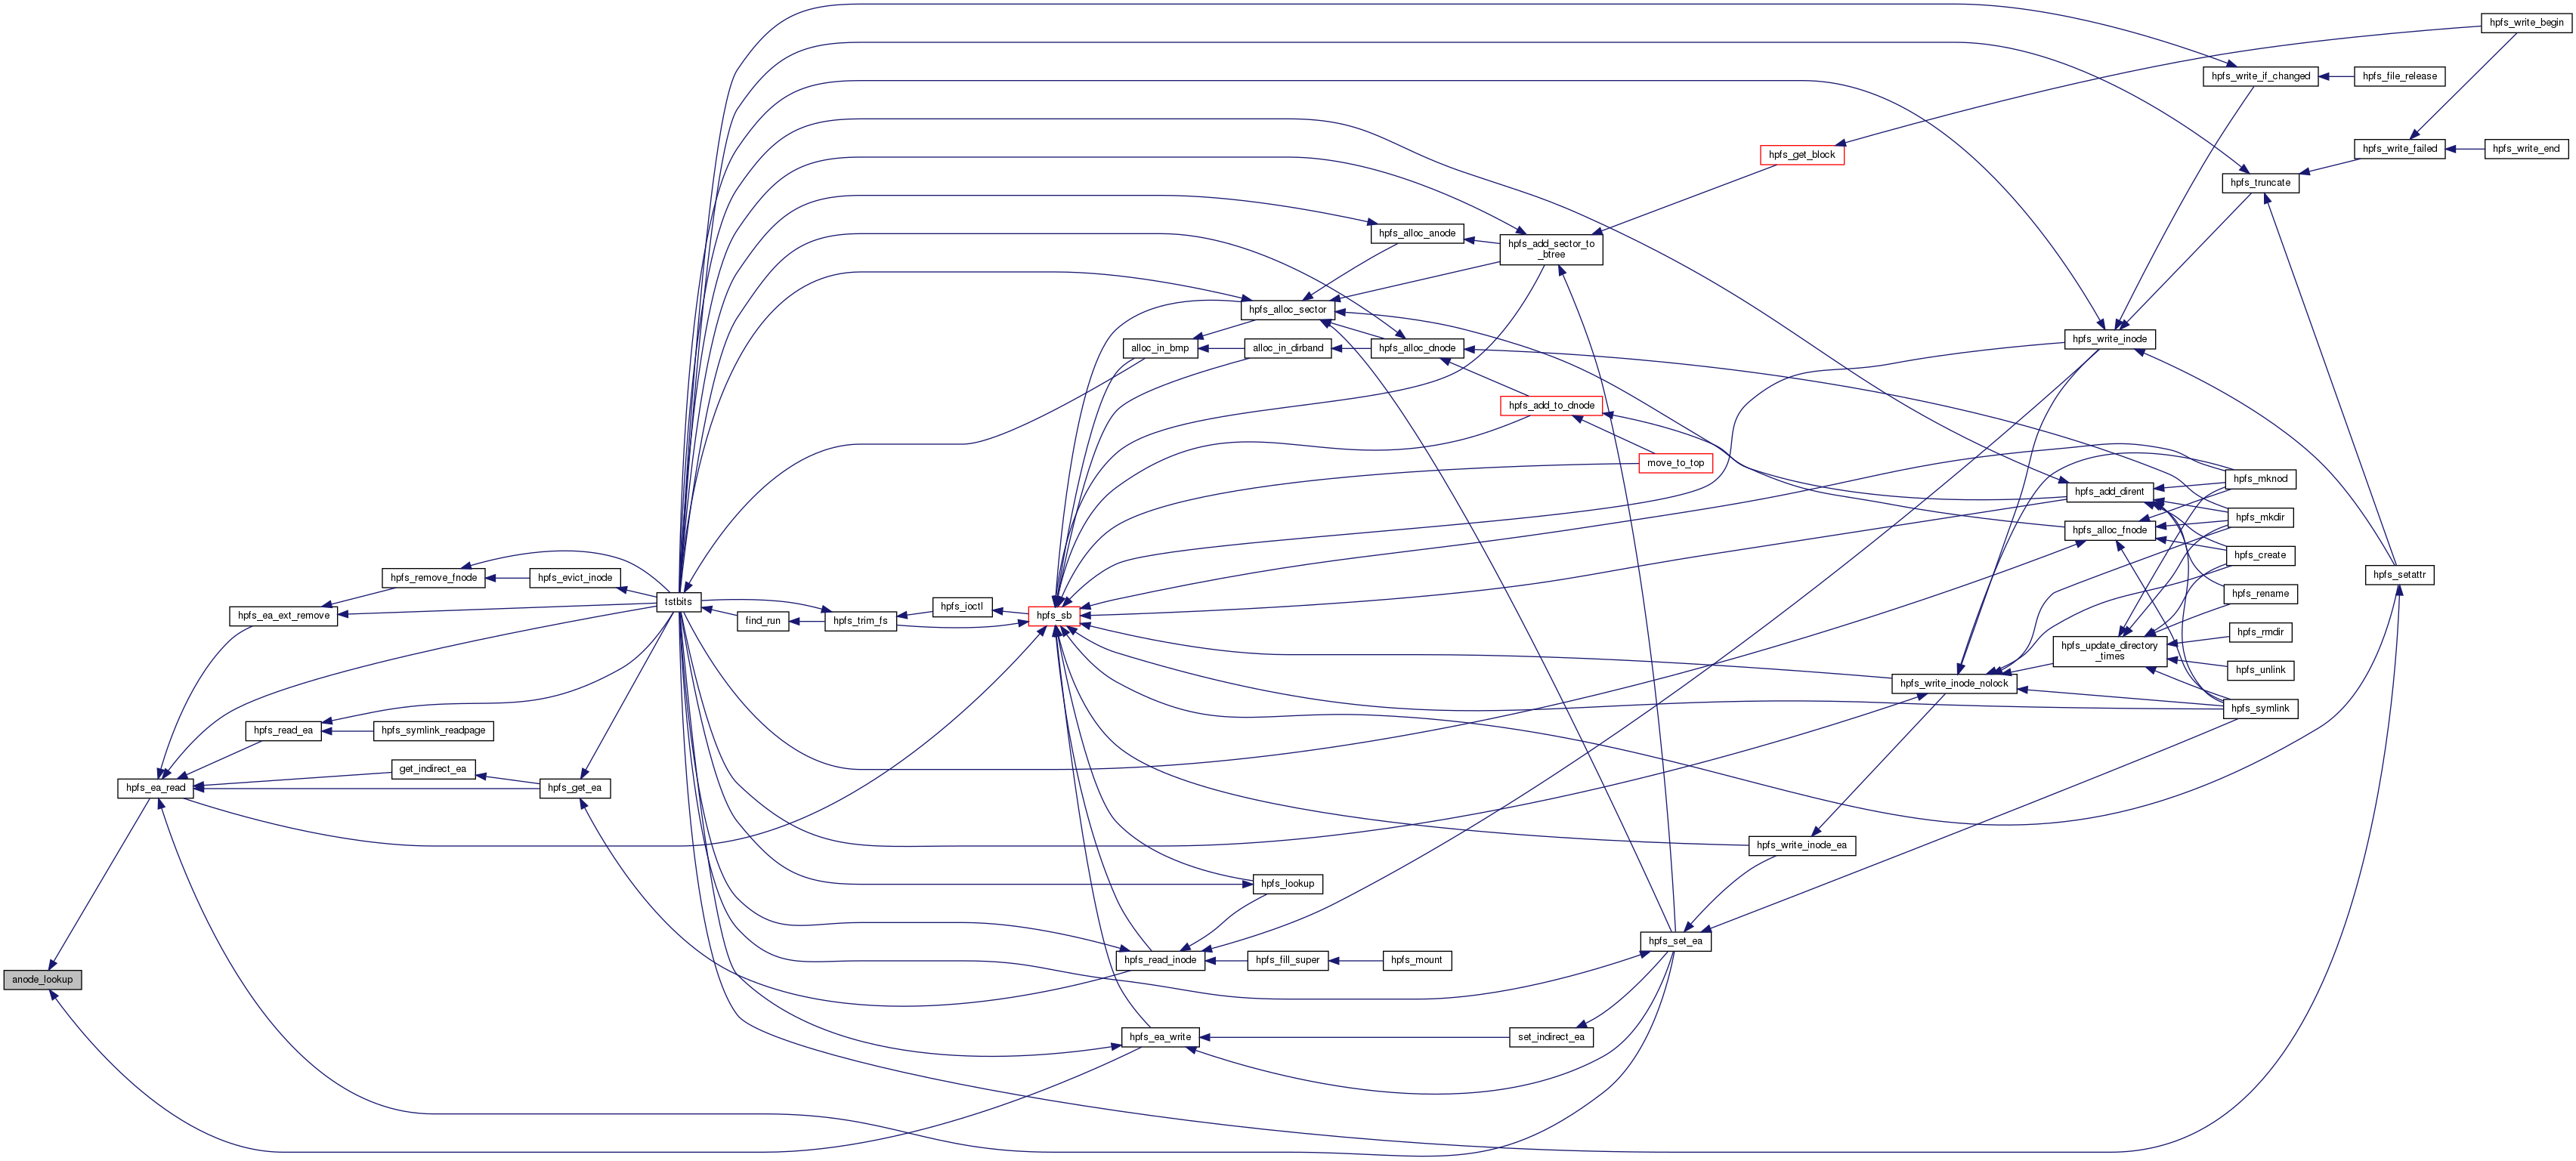 hpfs_write_begin
hpfs_write_if_changed
hpfs_file_release
hpfs_write_failed
hpfs_write_end
hpfs_get_block
hpfs_truncate
hpfs_alloc_anode
hpfs_add_sector_to
_btree
hpfs_alloc_sector
hpfs_write_inode
alloc_in_bmp
alloc_in_dirband
hpfs_alloc_dnode
hpfs_add_to_dnode
move_to_top
hpfs_mknod
hpfs_add_dirent
hpfs_mkdir
hpfs_alloc_fnode
hpfs_create
hpfs_setattr
hpfs_remove_fnode
hpfs_evict_inode
hpfs_rename
tstbits
hpfs_ioctl
hpfs_ea_ext_remove
hpfs_sb
find_run
hpfs_trim_fs
hpfs_rmdir
hpfs_update_directory
_times
hpfs_unlink
hpfs_write_inode_nolock
hpfs_symlink
hpfs_read_ea
hpfs_symlink_readpage
get_indirect_ea
hpfs_ea_read
hpfs_get_ea
hpfs_write_inode_ea
hpfs_lookup
hpfs_set_ea
hpfs_read_inode
hpfs_fill_super
hpfs_mount
anode_lookup
hpfs_ea_write
set_indirect_ea